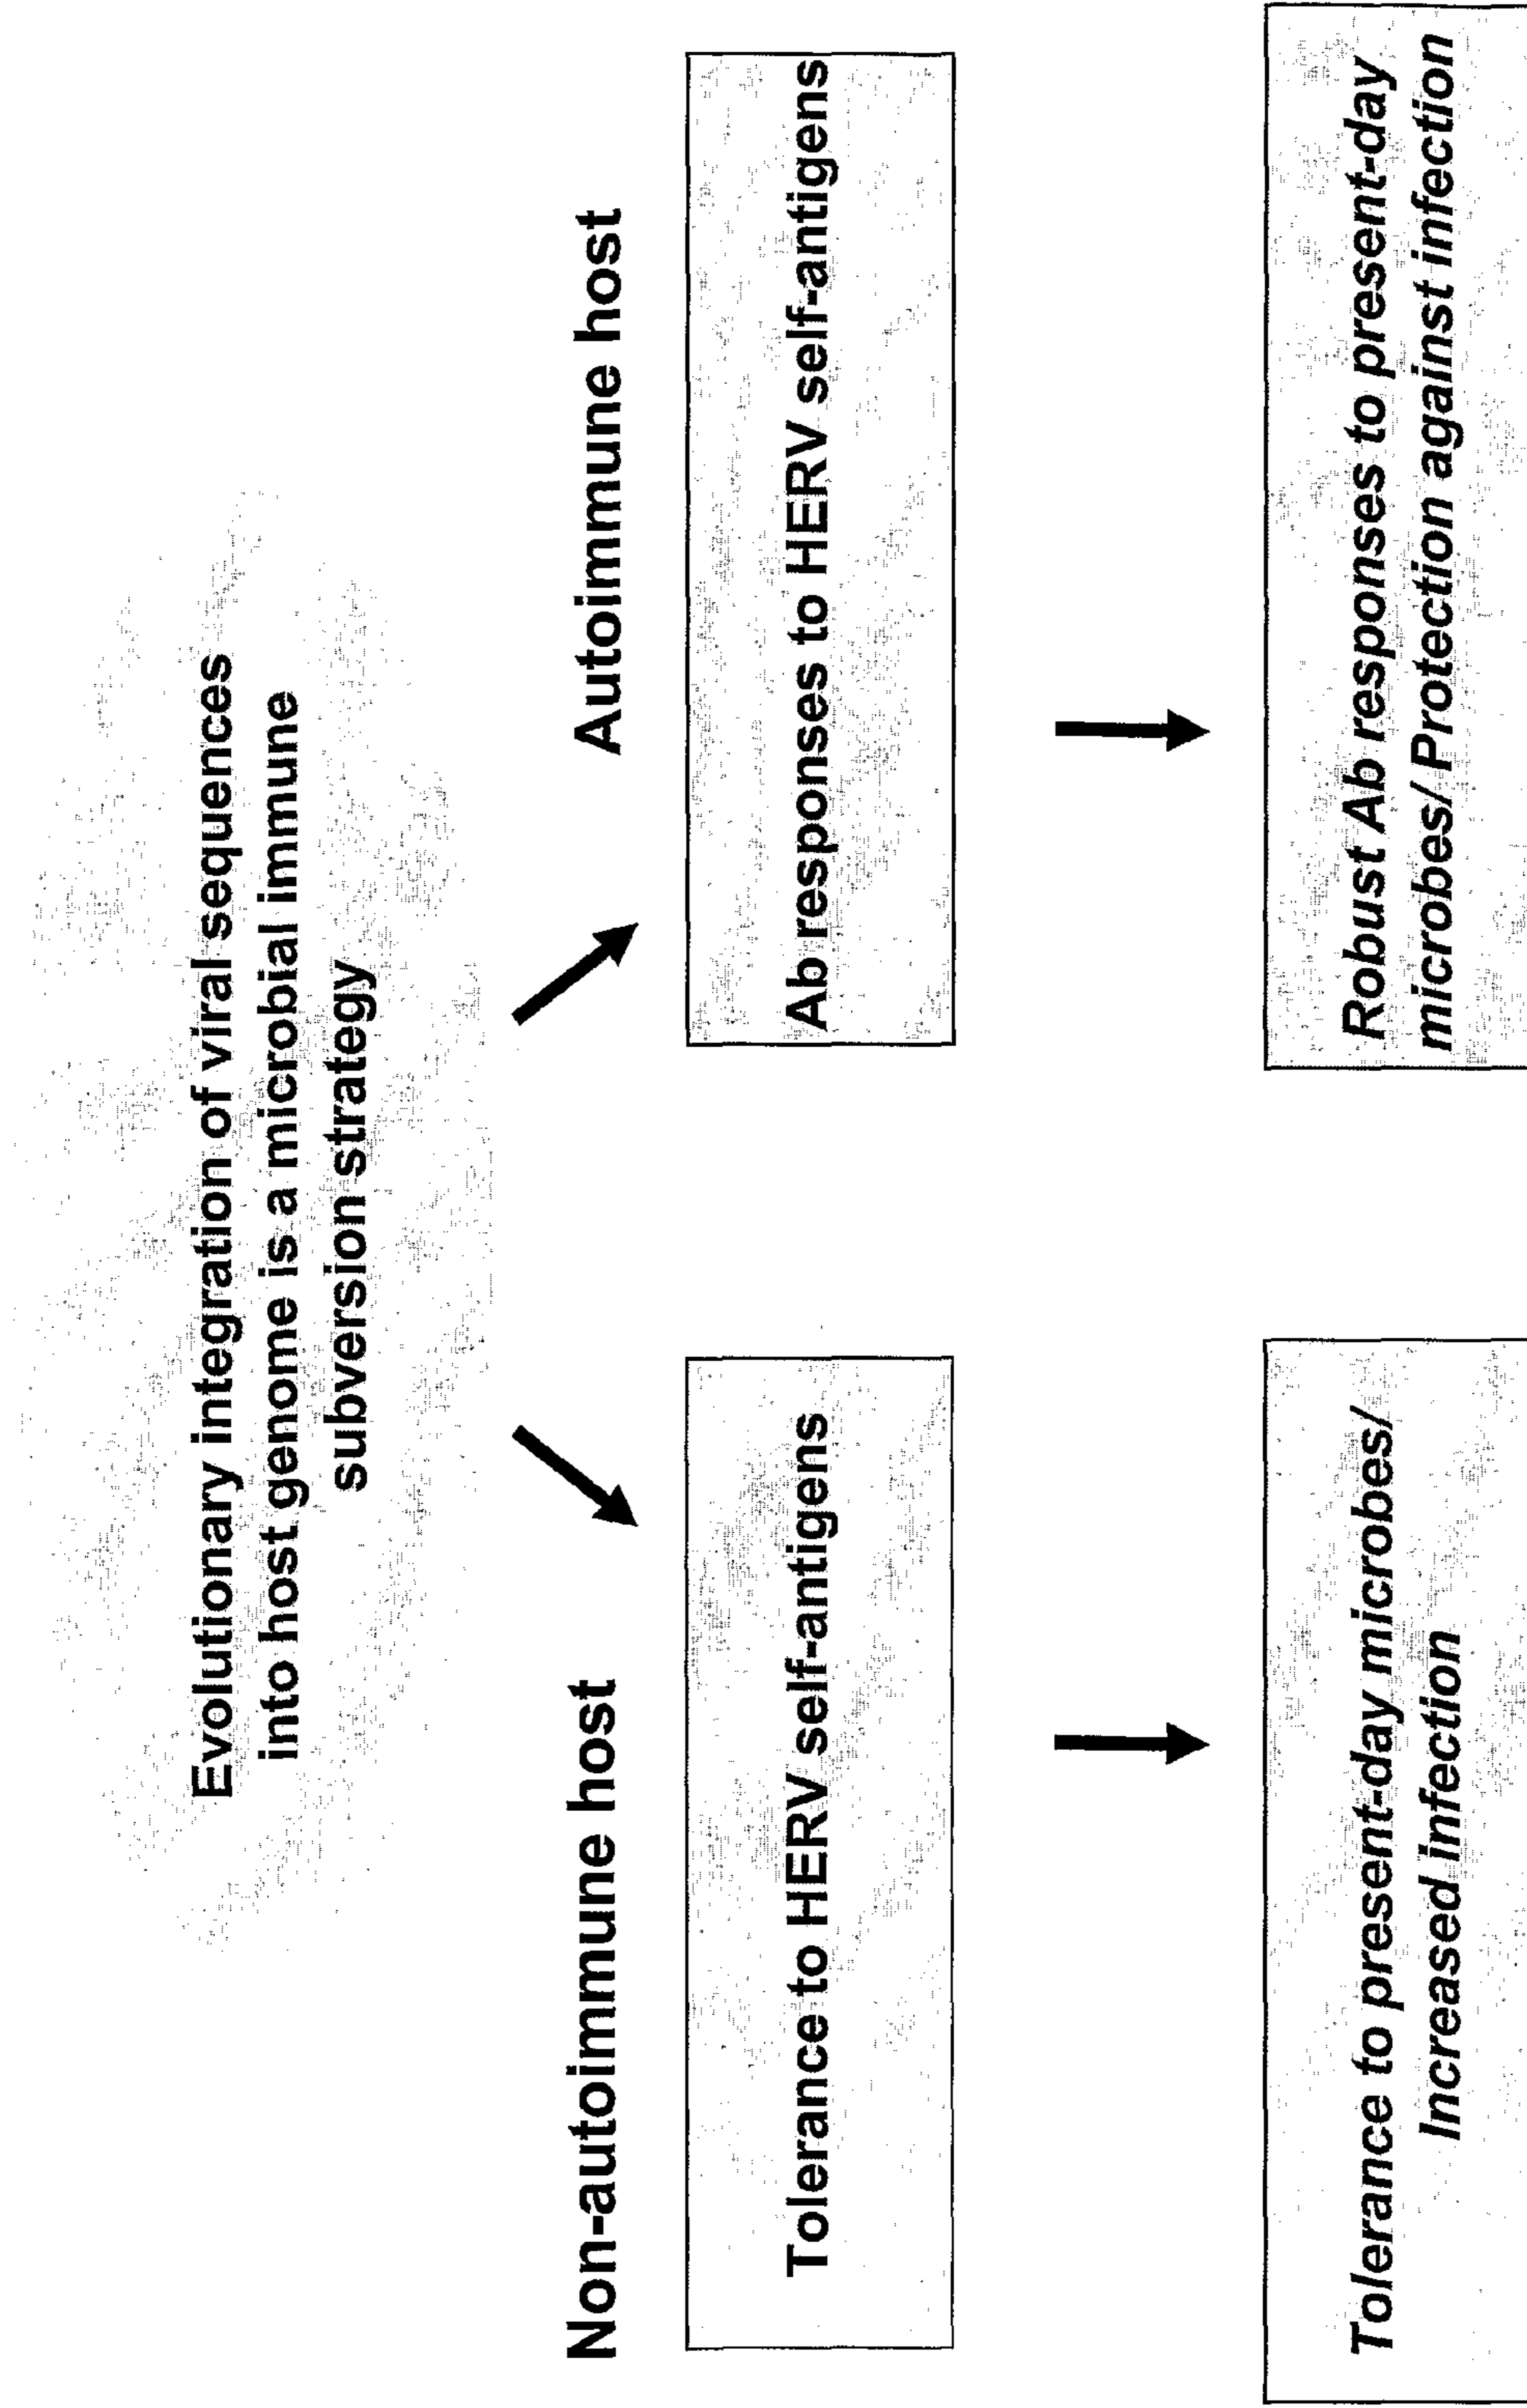 Evolutionary integration of viral sequences
into host genome is a microbial immune
subversion strategy
Non-autoimmune host
Autoimmune host
Tolerance to HERV self-antigens
Ab responses to HERV self-antigens
Tolerance to present-day microbes/
Increased infection
Robust Ab responses to present-day
microbes/ Protection against infection